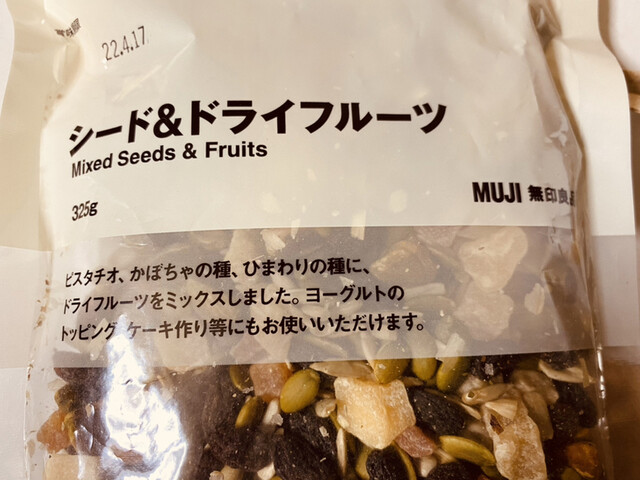 22.4.17
シード&ドライフルーツ
Mixed Seeds & Fruits
325g
MUJI 無印良品
ピスタチオ、かぼちゃの種、ひまわりの種に、
ドライフルーツをミックスしました。ヨーグルトの
トッピング、ケーキ作り等にもお使いいただけます。